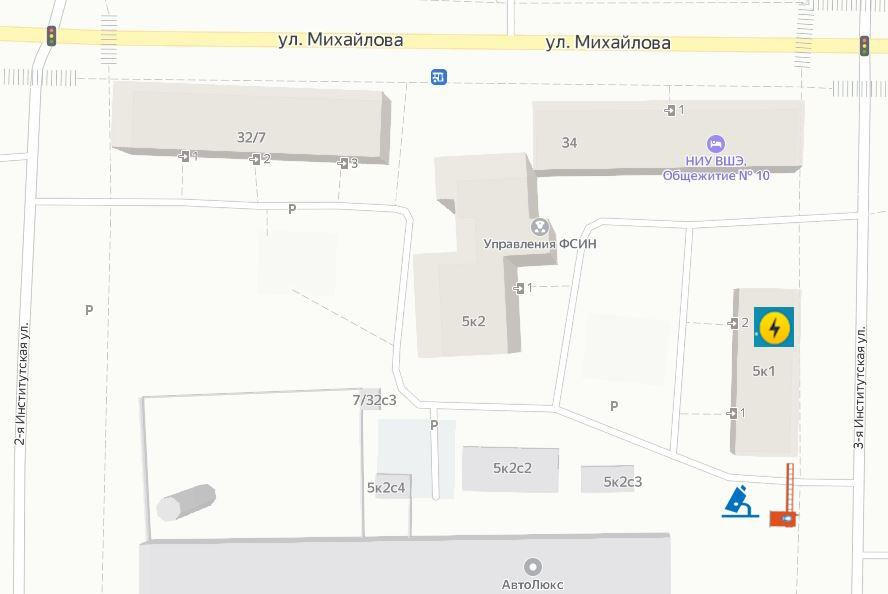 ул. Михайлова
ул. Михайлова
1
32/7
34
1
2
3
НИУ ВШЭ,
Общежитие № 10
P
Управления ФСИН
1
P
5к2
2
5к1
2-я Институтская ул.
3-я Институтская ул.
7/32с3
P
1
P
5к2с2
5к2с4
5к2с3
АвтоЛюкс